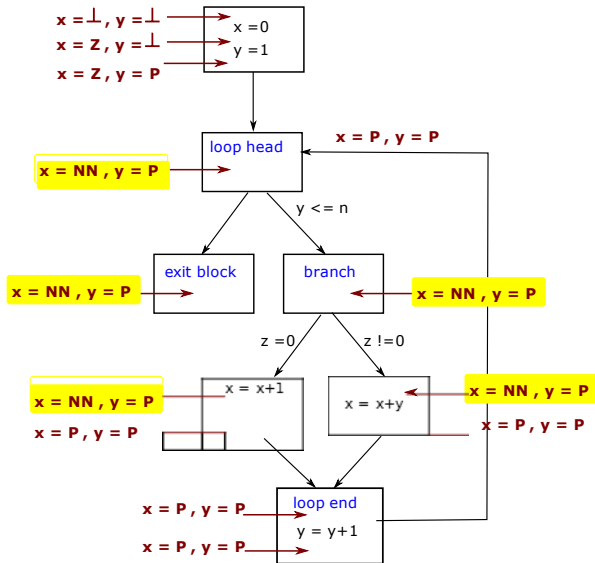 x = ⊥ , y = ⊥
x = Z , y = ⊥
x = Z , y = P
x =0
y =1
x = P , y = P
loop head
x = NN , y = P
y <= n
exit block
x = NN , y = P
branch
x = NN , y = P
z =0
z !=0
x = x+1
x = NN , y = P
x = P , y = P
x = x+y
x = NN , y = P
x = P , y = P
loop end
x = P , y = P
y = y+1
x = P , y = P